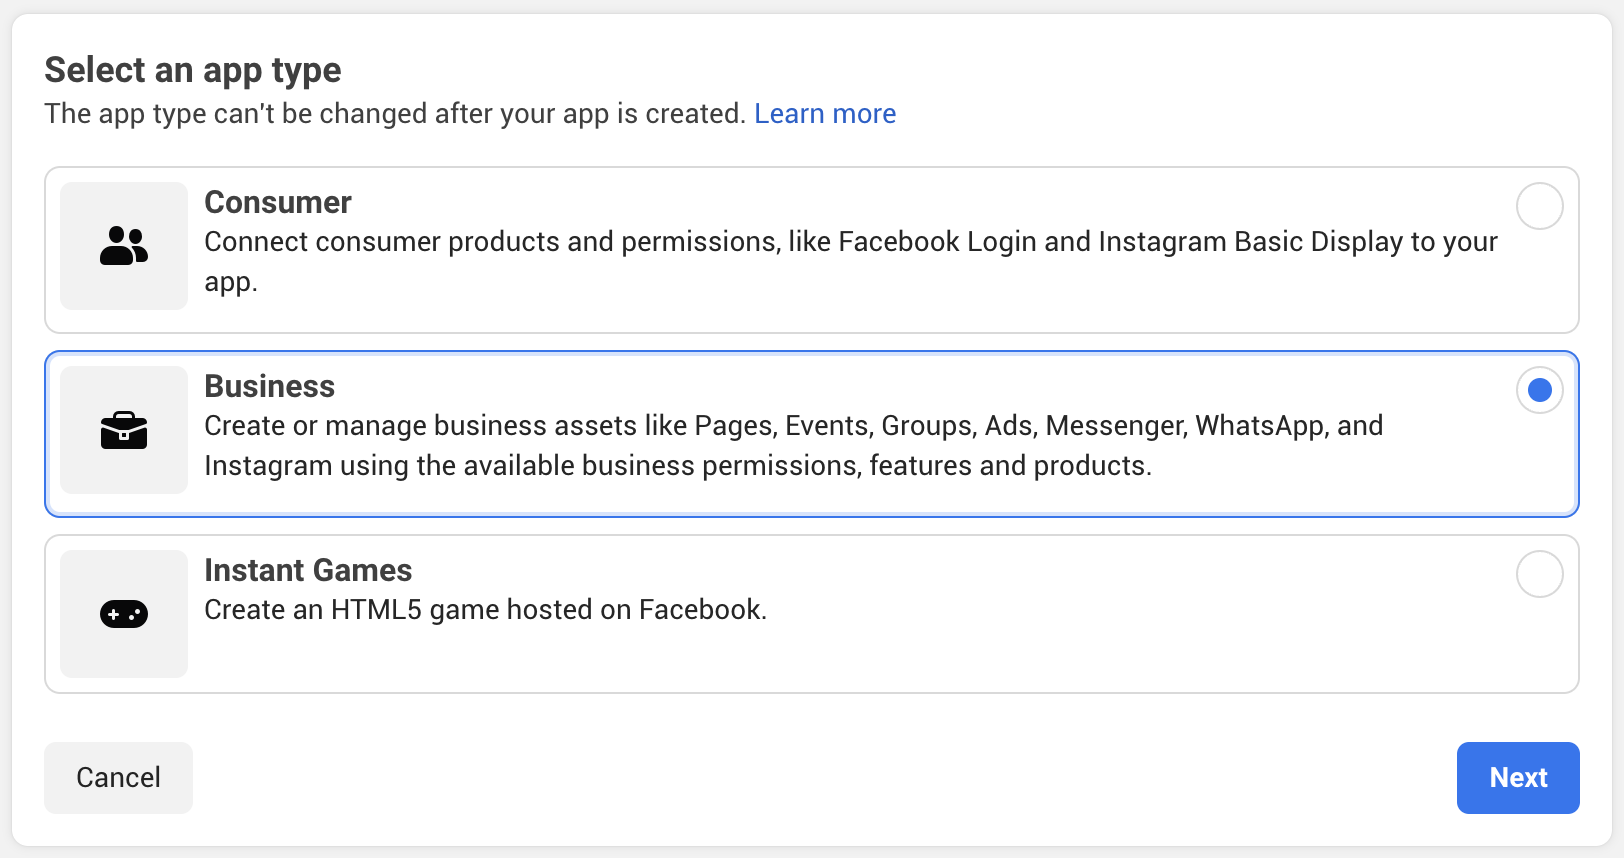 Select an app type
The app type can't be changed after your app is created. Learn more
Consumer
Connect consumer products and permissions, like Facebook Login and Instagram Basic Display to your
app.
Business
Create or manage business assets like Pages, Events, Groups, Ads, Messenger, WhatsApp, and
Instagram using the available business permissions, features and products.
Instant Games
Create an HTML5 game hosted on Facebook.
Cancel
Next